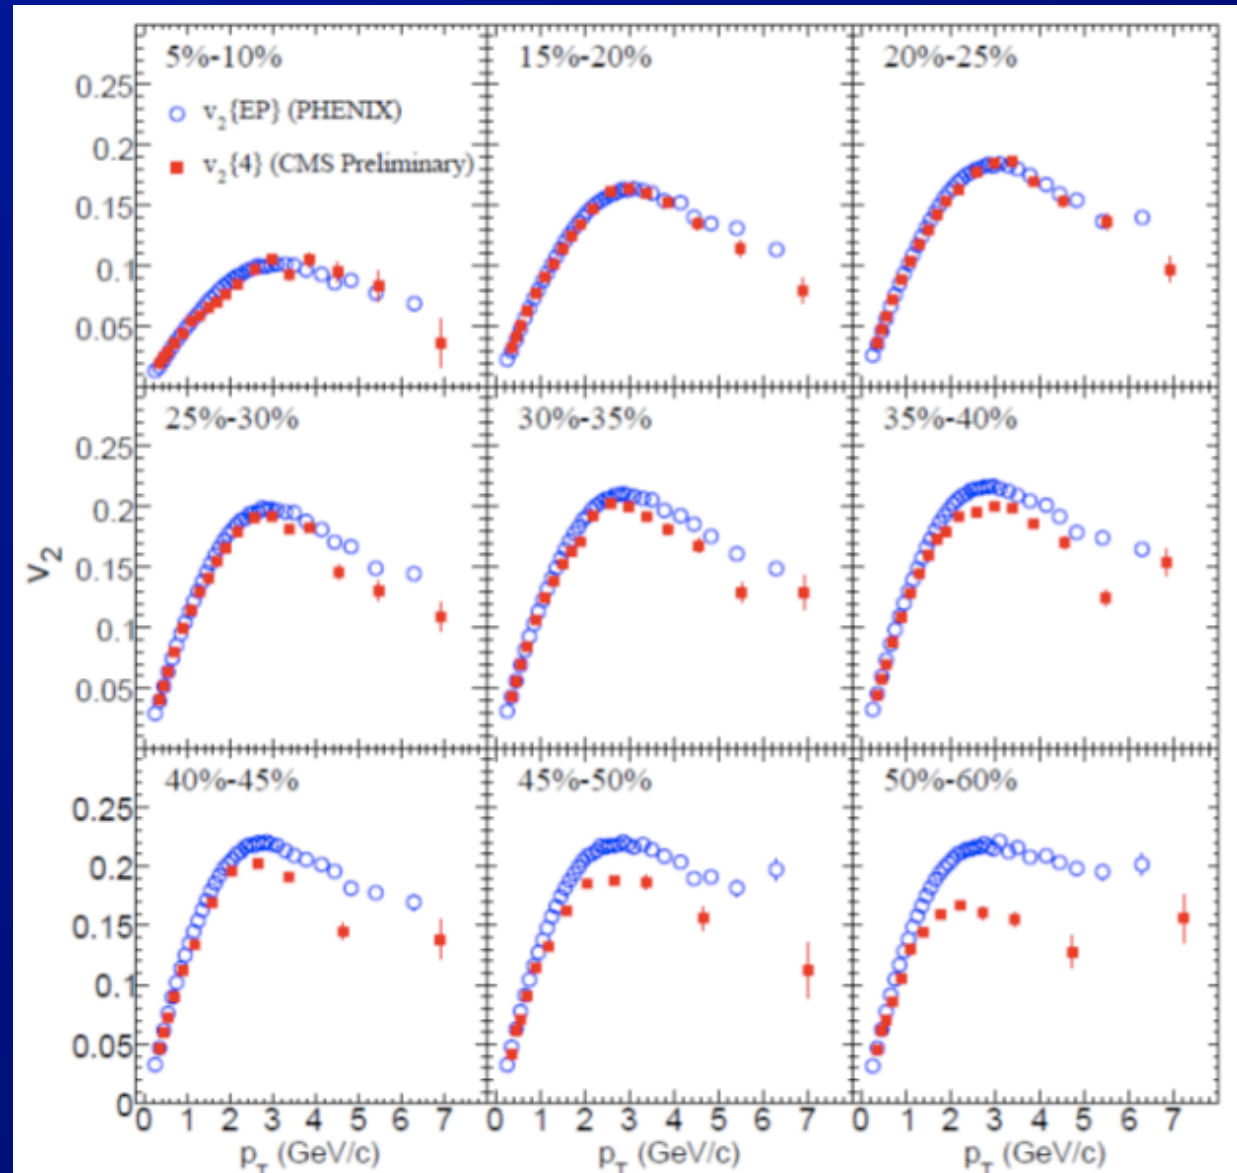 5%-10%
15%-20%
20%-25%
v₂{EP} (PHENIX)
v₂{4} (CMS Preliminary)
0.25
0.2
0.15
0.1
0.05
25%-30%
30%-35%
35%-40%
0.25
0.2
0.15
0.1
0.05
v₂
40%-45%
45%-50%
50%-60%
0.25
0.2
0.15
0.1
0.05
0
0 1 2 3 4 5 6 7
0 1 2 3 4 5 6 7
0 1 2 3 4 5 6 7
p_T (GeV/c)
p_T (GeV/c)
p_T (GeV/c)